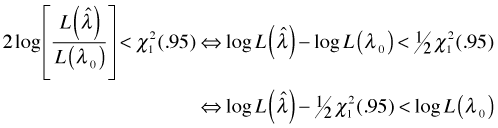 2 log[L(λ̂)/L(λ₀)] < χ₁²(.95) ⇔ log L(λ̂) − log L(λ₀) < ½ χ₁²(.95)
⇔ log L(λ̂) − ½ χ₁²(.95) < log L(λ₀)